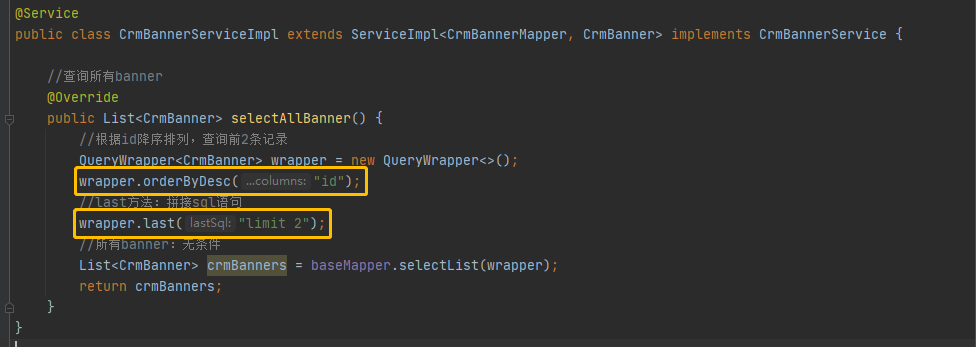 @Service
public class CrmBannerServiceImpl extends ServiceImpl<CrmBannerMapper, CrmBanner> implements CrmBannerService {
//查询所有banner
@Override
public List<CrmBanner> selectAllBanner() {
//根据id降序排列，查询前2条记录
QueryWrapper<CrmBanner> wrapper = new QueryWrapper<>();
wrapper.orderByDesc( ...columns: "id");
//last方法：拼接sql语句
wrapper.last( lastSql: "limit 2");
//所有banner：无条件
List<CrmBanner> crmBanners = baseMapper.selectList(wrapper);
return crmBanners;
}
}